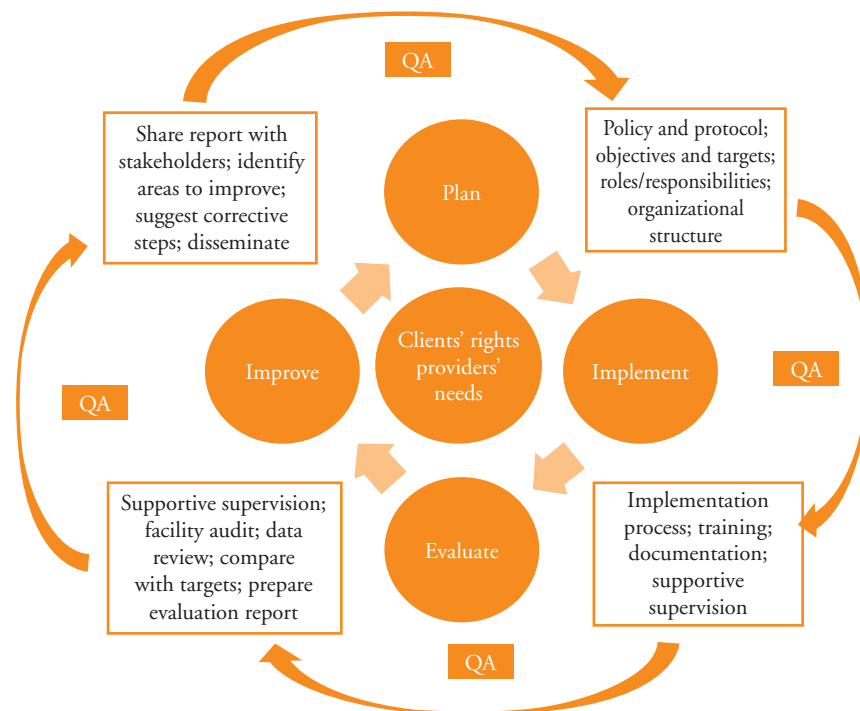 QA
Share report with
stakeholders; identify
areas to improve;
suggest corrective
steps; disseminate
Plan
Policy and protocol;
objectives and targets;
roles/responsibilities;
organizational
structure
Improve
Clients’ rights
providers’
needs
Implement
QA
QA
Supportive supervision;
facility audit; data
review; compare
with targets; prepare
evaluation report
Evaluate
Implementation
process; training;
documentation;
supportive
supervision
QA